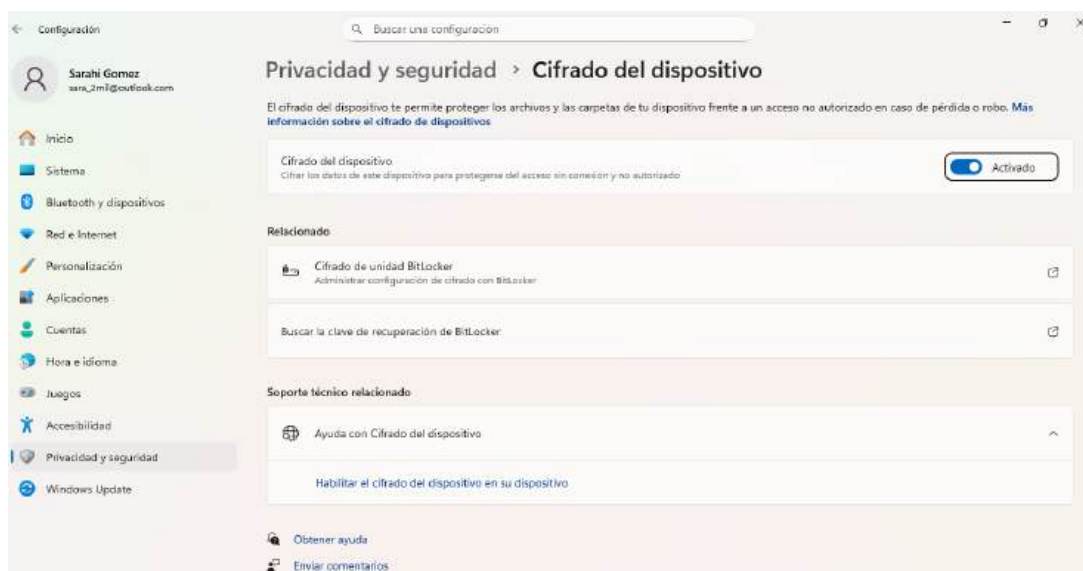 Configuración
Buscar una configuración
Sarahi Gomez
sara_2mil@outlook.com
Inicio
Sistema
Bluetooth y dispositivos
Red e Internet
Personalización
Aplicaciones
Cuentas
Hora e idioma
Juegos
Accesibilidad
Privacidad y seguridad
Windows Update
Privacidad y seguridad > Cifrado del dispositivo
El cifrado del dispositivo te permite proteger los archivos y las carpetas de tu dispositivo frente a un acceso no autorizado en caso de pérdida o robo. Más
información sobre el cifrado de dispositivos
Cifrado del dispositivo
Cifrar los datos de este dispositivo para protegerse del acceso sin conexión y no autorizado
Activado
Relacionado
Cifrado de unidad BitLocker
Administrar configuración de cifrado con BitLocker
Buscar la clave de recuperación de BitLocker
Soporte técnico relacionado
Ayuda con Cifrado del dispositivo
Habilitar el cifrado del dispositivo en su dispositivo
Obtener ayuda
Enviar comentarios